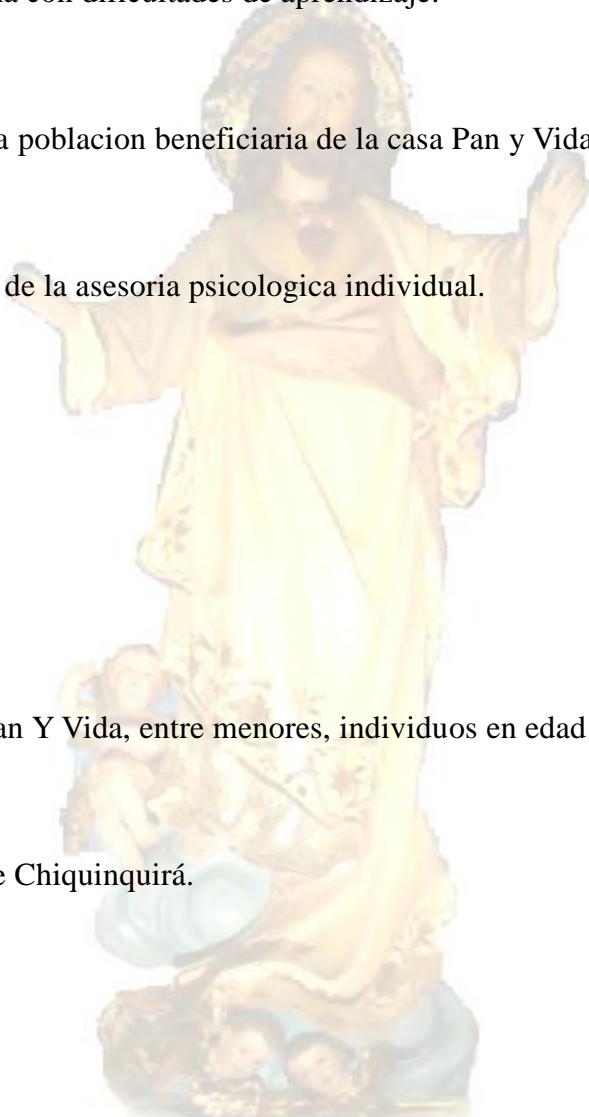 con dificultades de aprendizaje.
a poblacion beneficiaria de la casa Pan y Vida
de la asesoria psicologica individual.
an Y Vida, entre menores, individuos en edad
e Chiquinquirá.